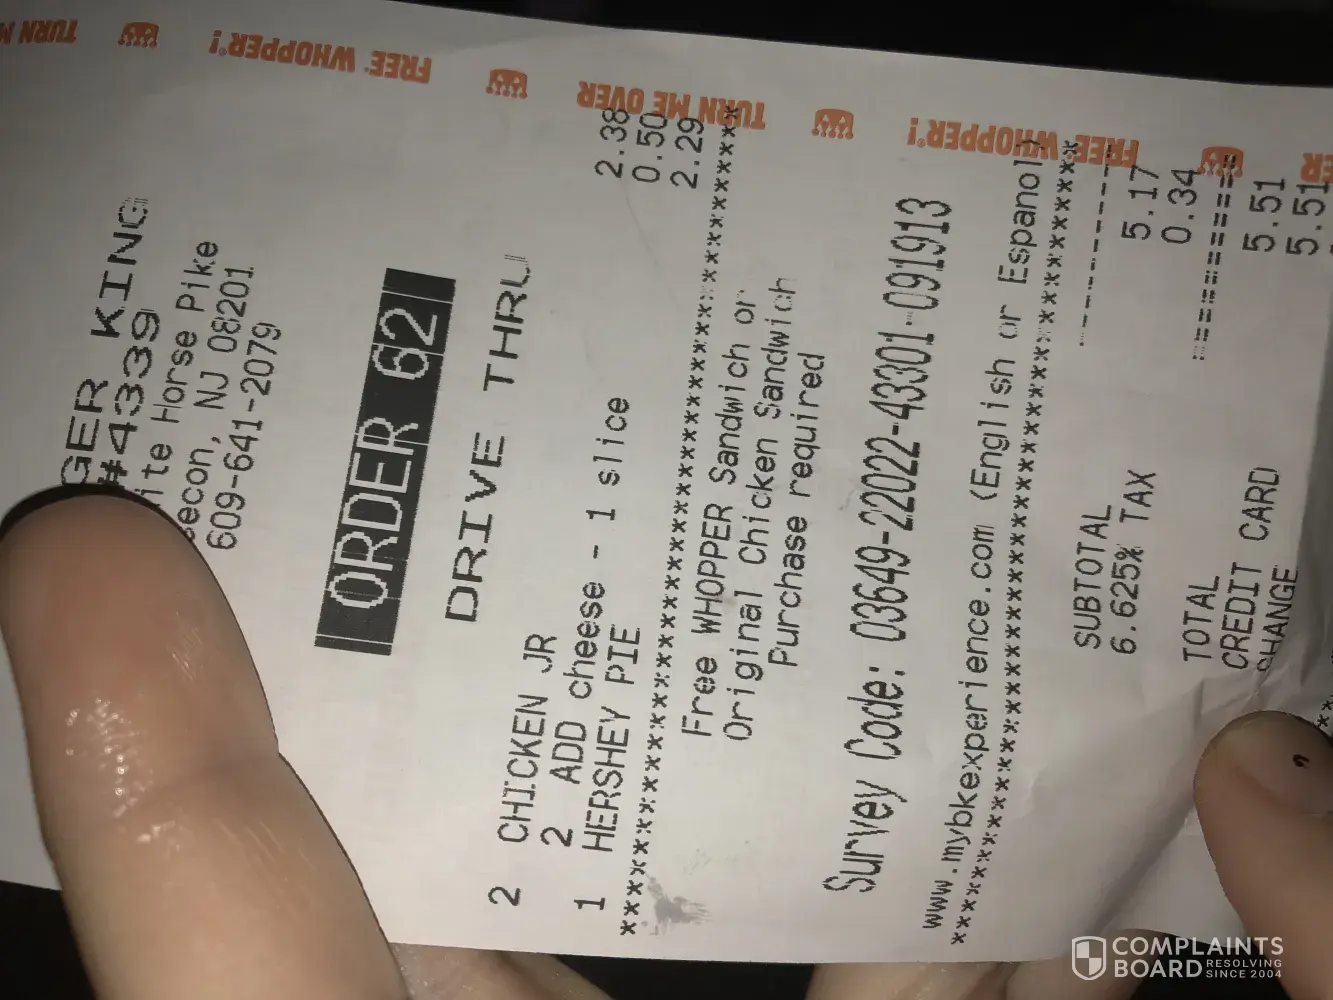 GER KING
#4339
ite Horse Pike
econ, NJ 08201
609-641-2079
ORDER 62
DRIVE THRU
2 CHICKEN JR 2.38
2 ADD cheese - 1 slice 0.50
1 HERSHEY PIE 2.29
****************************************
Free WHOPPER Sandwich or
Original Chicken Sandwich
Purchase required
Survey Code: 03649-22022-43301-091913
www.mybkexperience.com (English or Espanol)
****************************************
SUBTOTAL 5.17
6.625% TAX 0.34
TOTAL 5.51
CREDIT CARD 5.51
CHANGE
TURN M
FREE WHOPPER!
TURN ME OVER
FREE WHOPPER!
ER
COMPLAINTS
BOARD RESOLVING
SINCE 2004